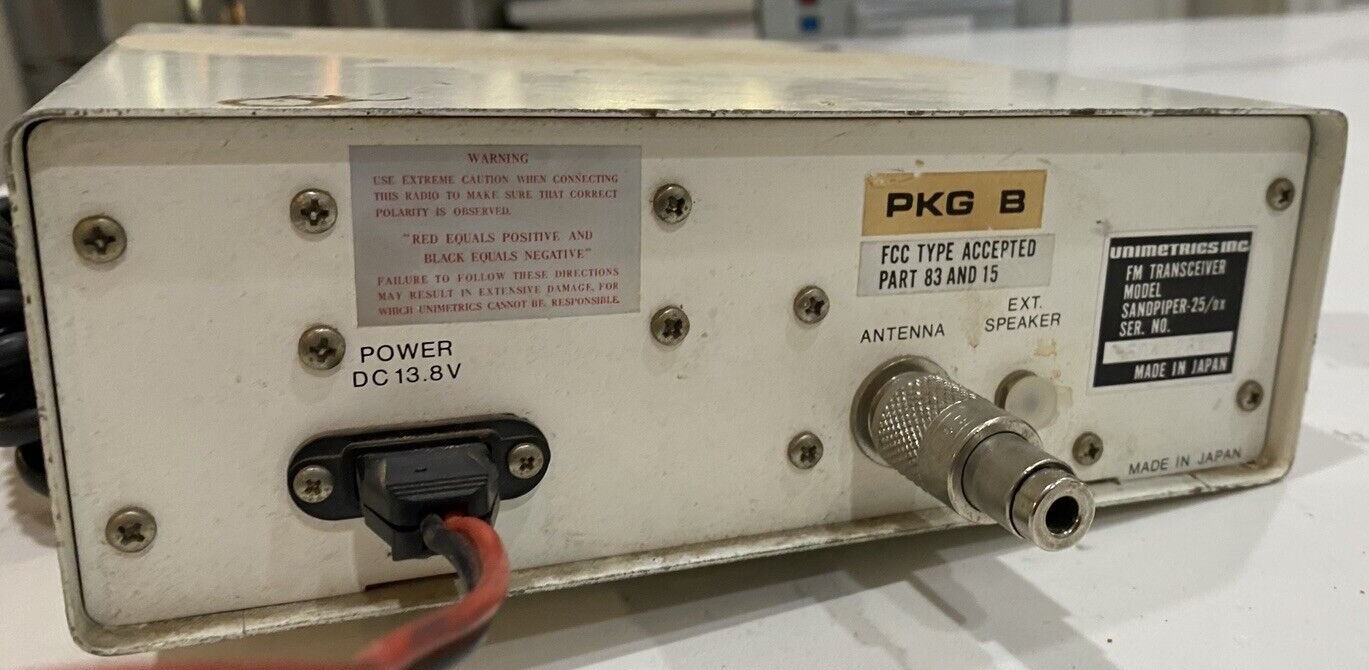 WARNING
USE EXTREME CAUTION WHEN CONNECTING
THIS RADIO TO MAKE SURE THAT CORRECT
POLARITY IS OBSERVED.
"RED EQUALS POSITIVE AND
BLACK EQUALS NEGATIVE"
FAILURE TO FOLLOW THESE DIRECTIONS
MAY RESULT IN EXTENSIVE DAMAGE, FOR
WHICH UNIMETRICS CANNOT BE RESPONSIBLE.
POWER
DC 13.8V
PKG B
FCC TYPE ACCEPTED
PART 83 AND 15
ANTENNA
EXT.
SPEAKER
UNIMETRICS INC.
FM TRANSCEIVER
MODEL
SANDPIPER-25/8X
SER. NO.
MADE IN JAPAN
MADE IN JAPAN